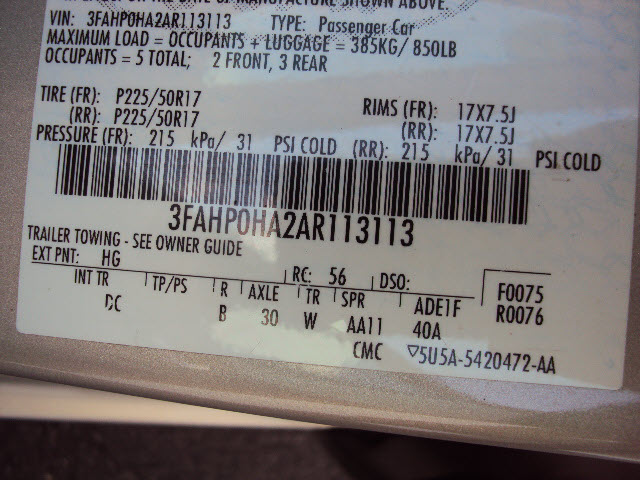 MANUFACTURE SHOWN ABOVE.
VIN: 3FAHP0HA2AR113113 TYPE: Passenger Car
MAXIMUM LOAD = OCCUPANTS + LUGGAGE = 385KG/ 850LB
OCCUPANTS = 5 TOTAL; 2 FRONT, 3 REAR
TIRE (FR): P225/50R17 RIMS (FR): 17X7.5J
(RR): P225/50R17 (RR): 17X7.5J
PRESSURE (FR): 215 kPa/ 31 PSI COLD (RR): 215 kPa/ 31 PSI COLD
3FAHP0HA2AR113113
TRAILER TOWING - SEE OWNER GUIDE
EXT PNT: HG RC: 56 DSO: F0075
INT TR TP/PS R AXLE TR SPR ADE1F R0076
DC B 30 W AA11 40A
CMC ▽5U5A-5420472-AA